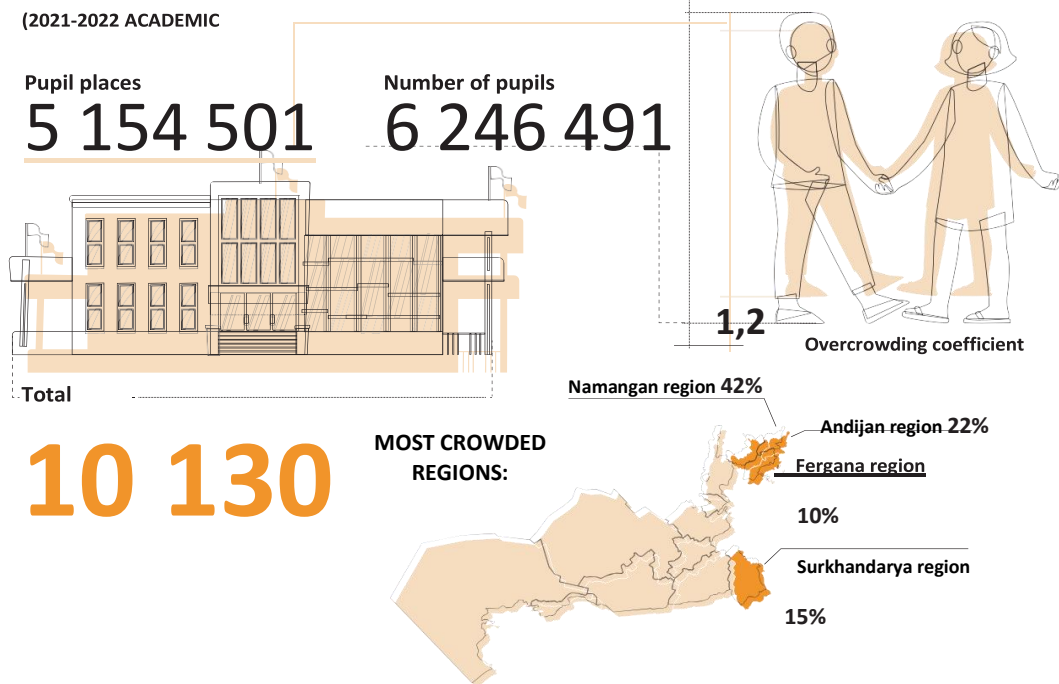 (2021-2022 ACADEMIC
Pupil places
5 154 501
Number of pupils
6 246 491
1,2
Overcrowding coefficient
Total
10 130
MOST CROWDED
REGIONS:
Namangan region 42%
Andijan region 22%
Fergana region
10%
Surkhandarya region
15%